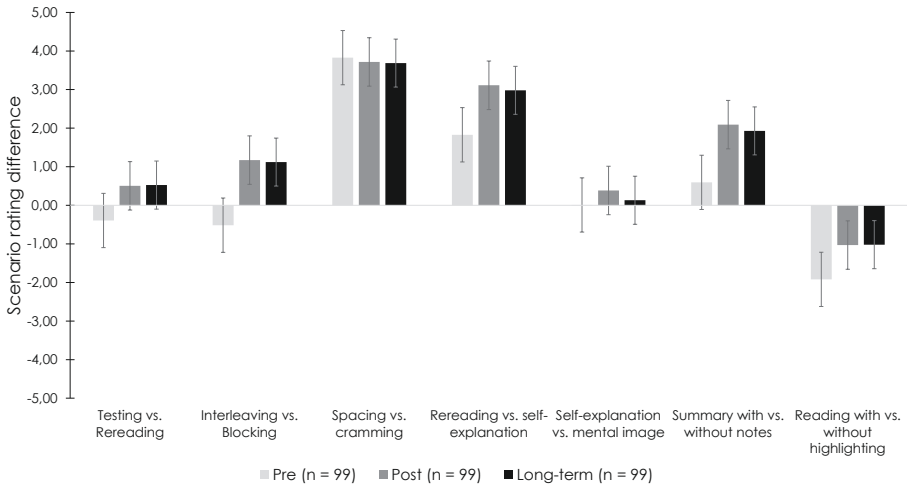 Scenario rating difference
5,00
4,00
3,00
2,00
1,00
0,00
-1,00
-2,00
-3,00
-4,00
-5,00
Testing vs.
Rereading
Interleaving vs.
Blocking
Spacing vs.
cramming
Rereading vs. self-
explanation
Self-explanation
vs. mental image
Summary with vs.
without notes
Reading with vs.
without
highlighting
Pre (n = 99) Post (n = 99) Long-term (n = 99)